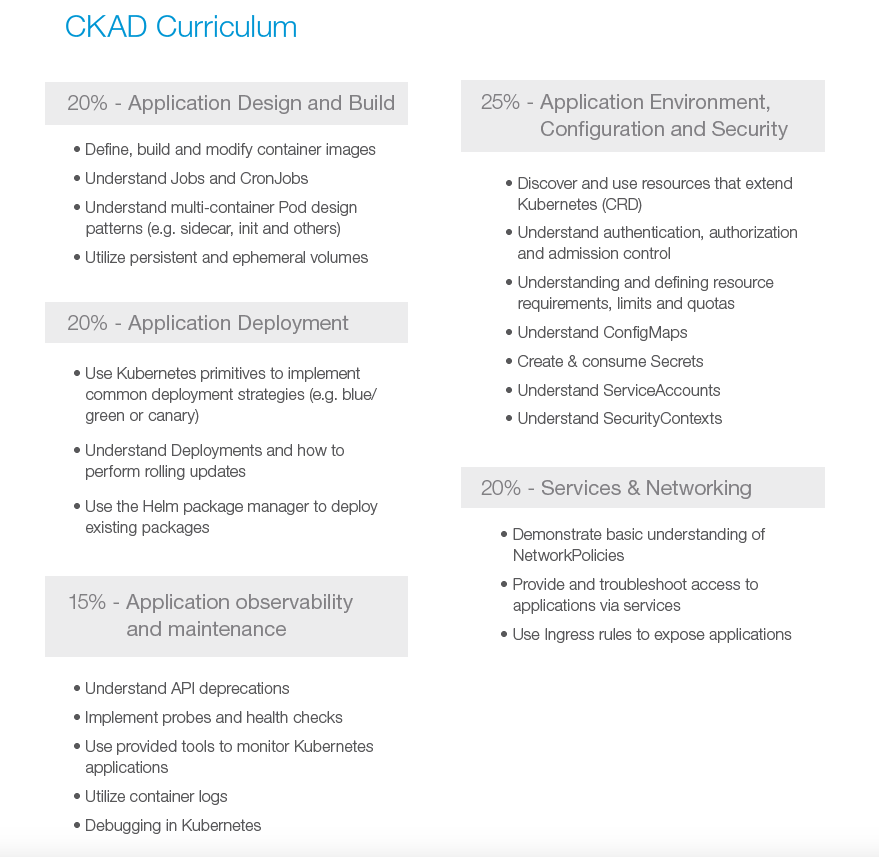 CKAD Curriculum
20% - Application Design and Build
• Define, build and modify container images
• Understand Jobs and CronJobs
• Understand multi-container Pod design
patterns (e.g. sidecar, init and others)
• Utilize persistent and ephemeral volumes
20% - Application Deployment
• Use Kubernetes primitives to implement
common deployment strategies (e.g. blue/
green or canary)
• Understand Deployments and how to
perform rolling updates
• Use the Helm package manager to deploy
existing packages
15% - Application observability
and maintenance
• Understand API deprecations
• Implement probes and health checks
• Use provided tools to monitor Kubernetes
applications
• Utilize container logs
• Debugging in Kubernetes
25% - Application Environment,
Configuration and Security
• Discover and use resources that extend
Kubernetes (CRD)
• Understand authentication, authorization
and admission control
• Understanding and defining resource
requirements, limits and quotas
• Understand ConfigMaps
• Create & consume Secrets
• Understand ServiceAccounts
• Understand SecurityContexts
20% - Services & Networking
• Demonstrate basic understanding of
NetworkPolicies
• Provide and troubleshoot access to
applications via services
• Use Ingress rules to expose applications